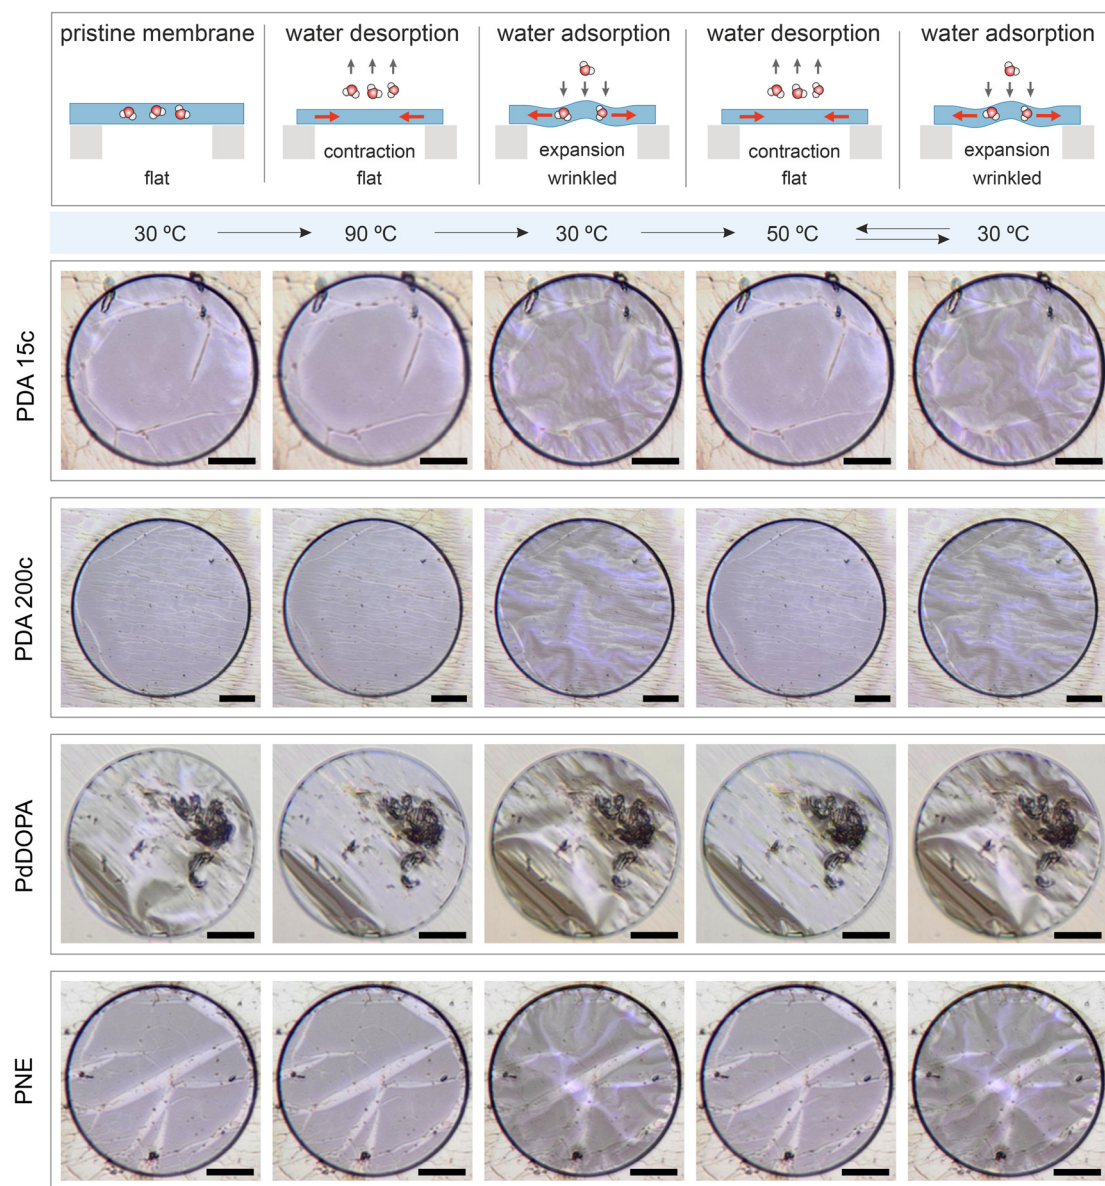 pristine membrane
water desorption
water adsorption
water desorption
water adsorption
contraction
expansion
contraction
expansion
flat
flat
wrinkled
flat
wrinkled
30 ºC
90 ºC
30 ºC
50 ºC
30 ºC
PDA 15c
PDA 200c
PdDOPA
PNE